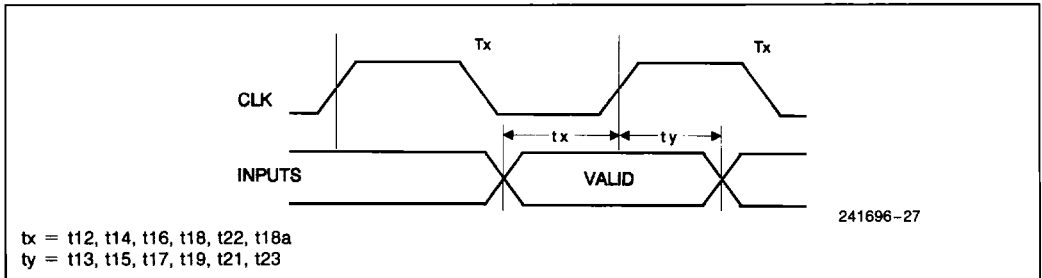 Tx Tx
CLK
tx ty
INPUTS VALID
241696-27
tx = t12, t14, t16, t18, t22, t18a
ty = t13, t15, t17, t19, t21, t23